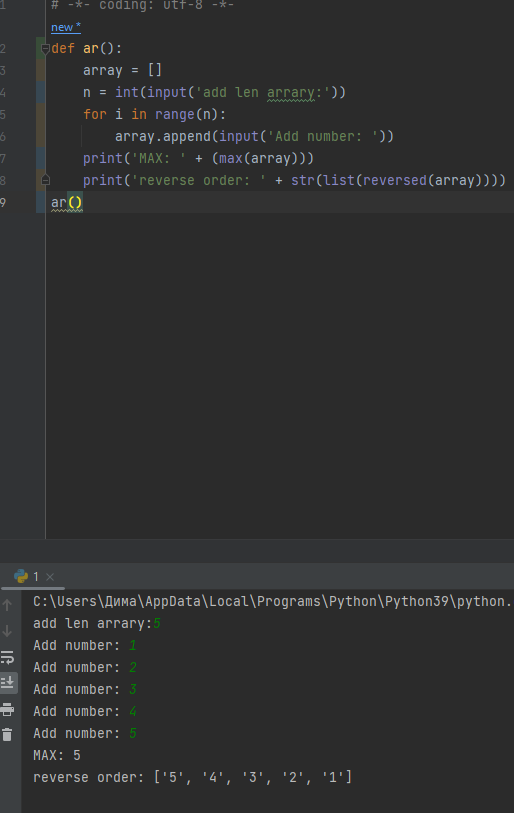 1 # -*- coding: utf-8 -*-
new *
2 def ar():
3     array = []
4     n = int(input('add len arrary:'))
5     for i in range(n):
6         array.append(input('Add number: '))
7     print('MAX: ' + (max(array)))
8     print('reverse order: ' + str(list(reversed(array))))
9 ar()
1 ×
C:\Users\Дима\AppData\Local\Programs\Python\Python39\python.
add len arrary:5
Add number: 1
Add number: 2
Add number: 3
Add number: 4
Add number: 5
MAX: 5
reverse order: ['5', '4', '3', '2', '1']